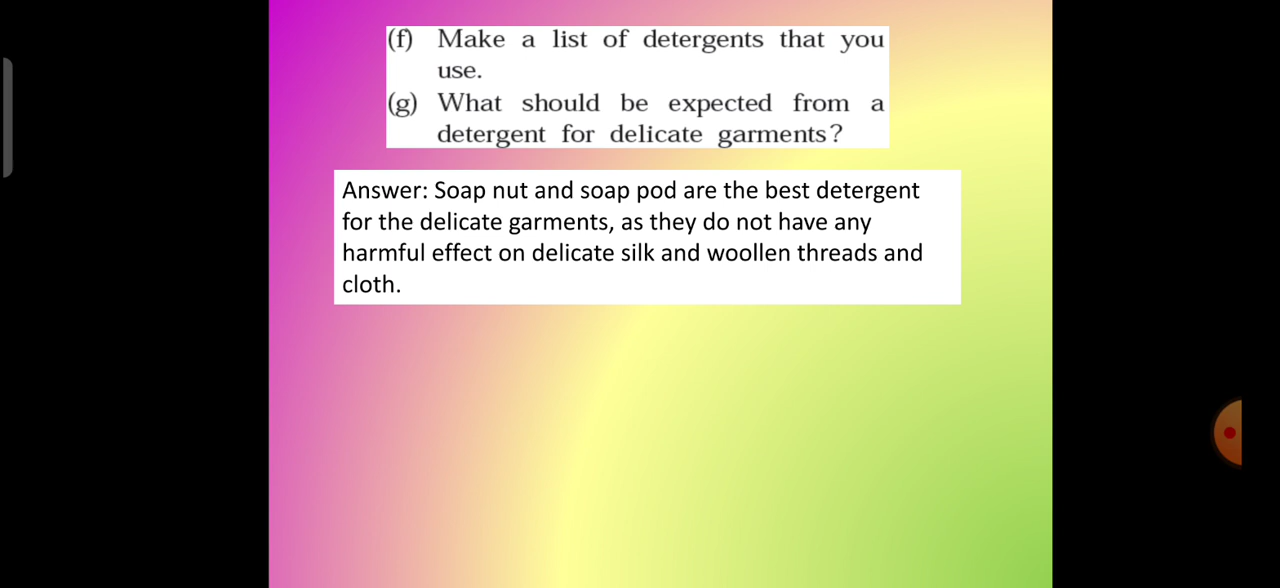 (f) Make a list of detergents that you
use.
(g) What should be expected from a
detergent for delicate garments?
Answer: Soap nut and soap pod are the best detergent
for the delicate garments, as they do not have any
harmful effect on delicate silk and woollen threads and
cloth.